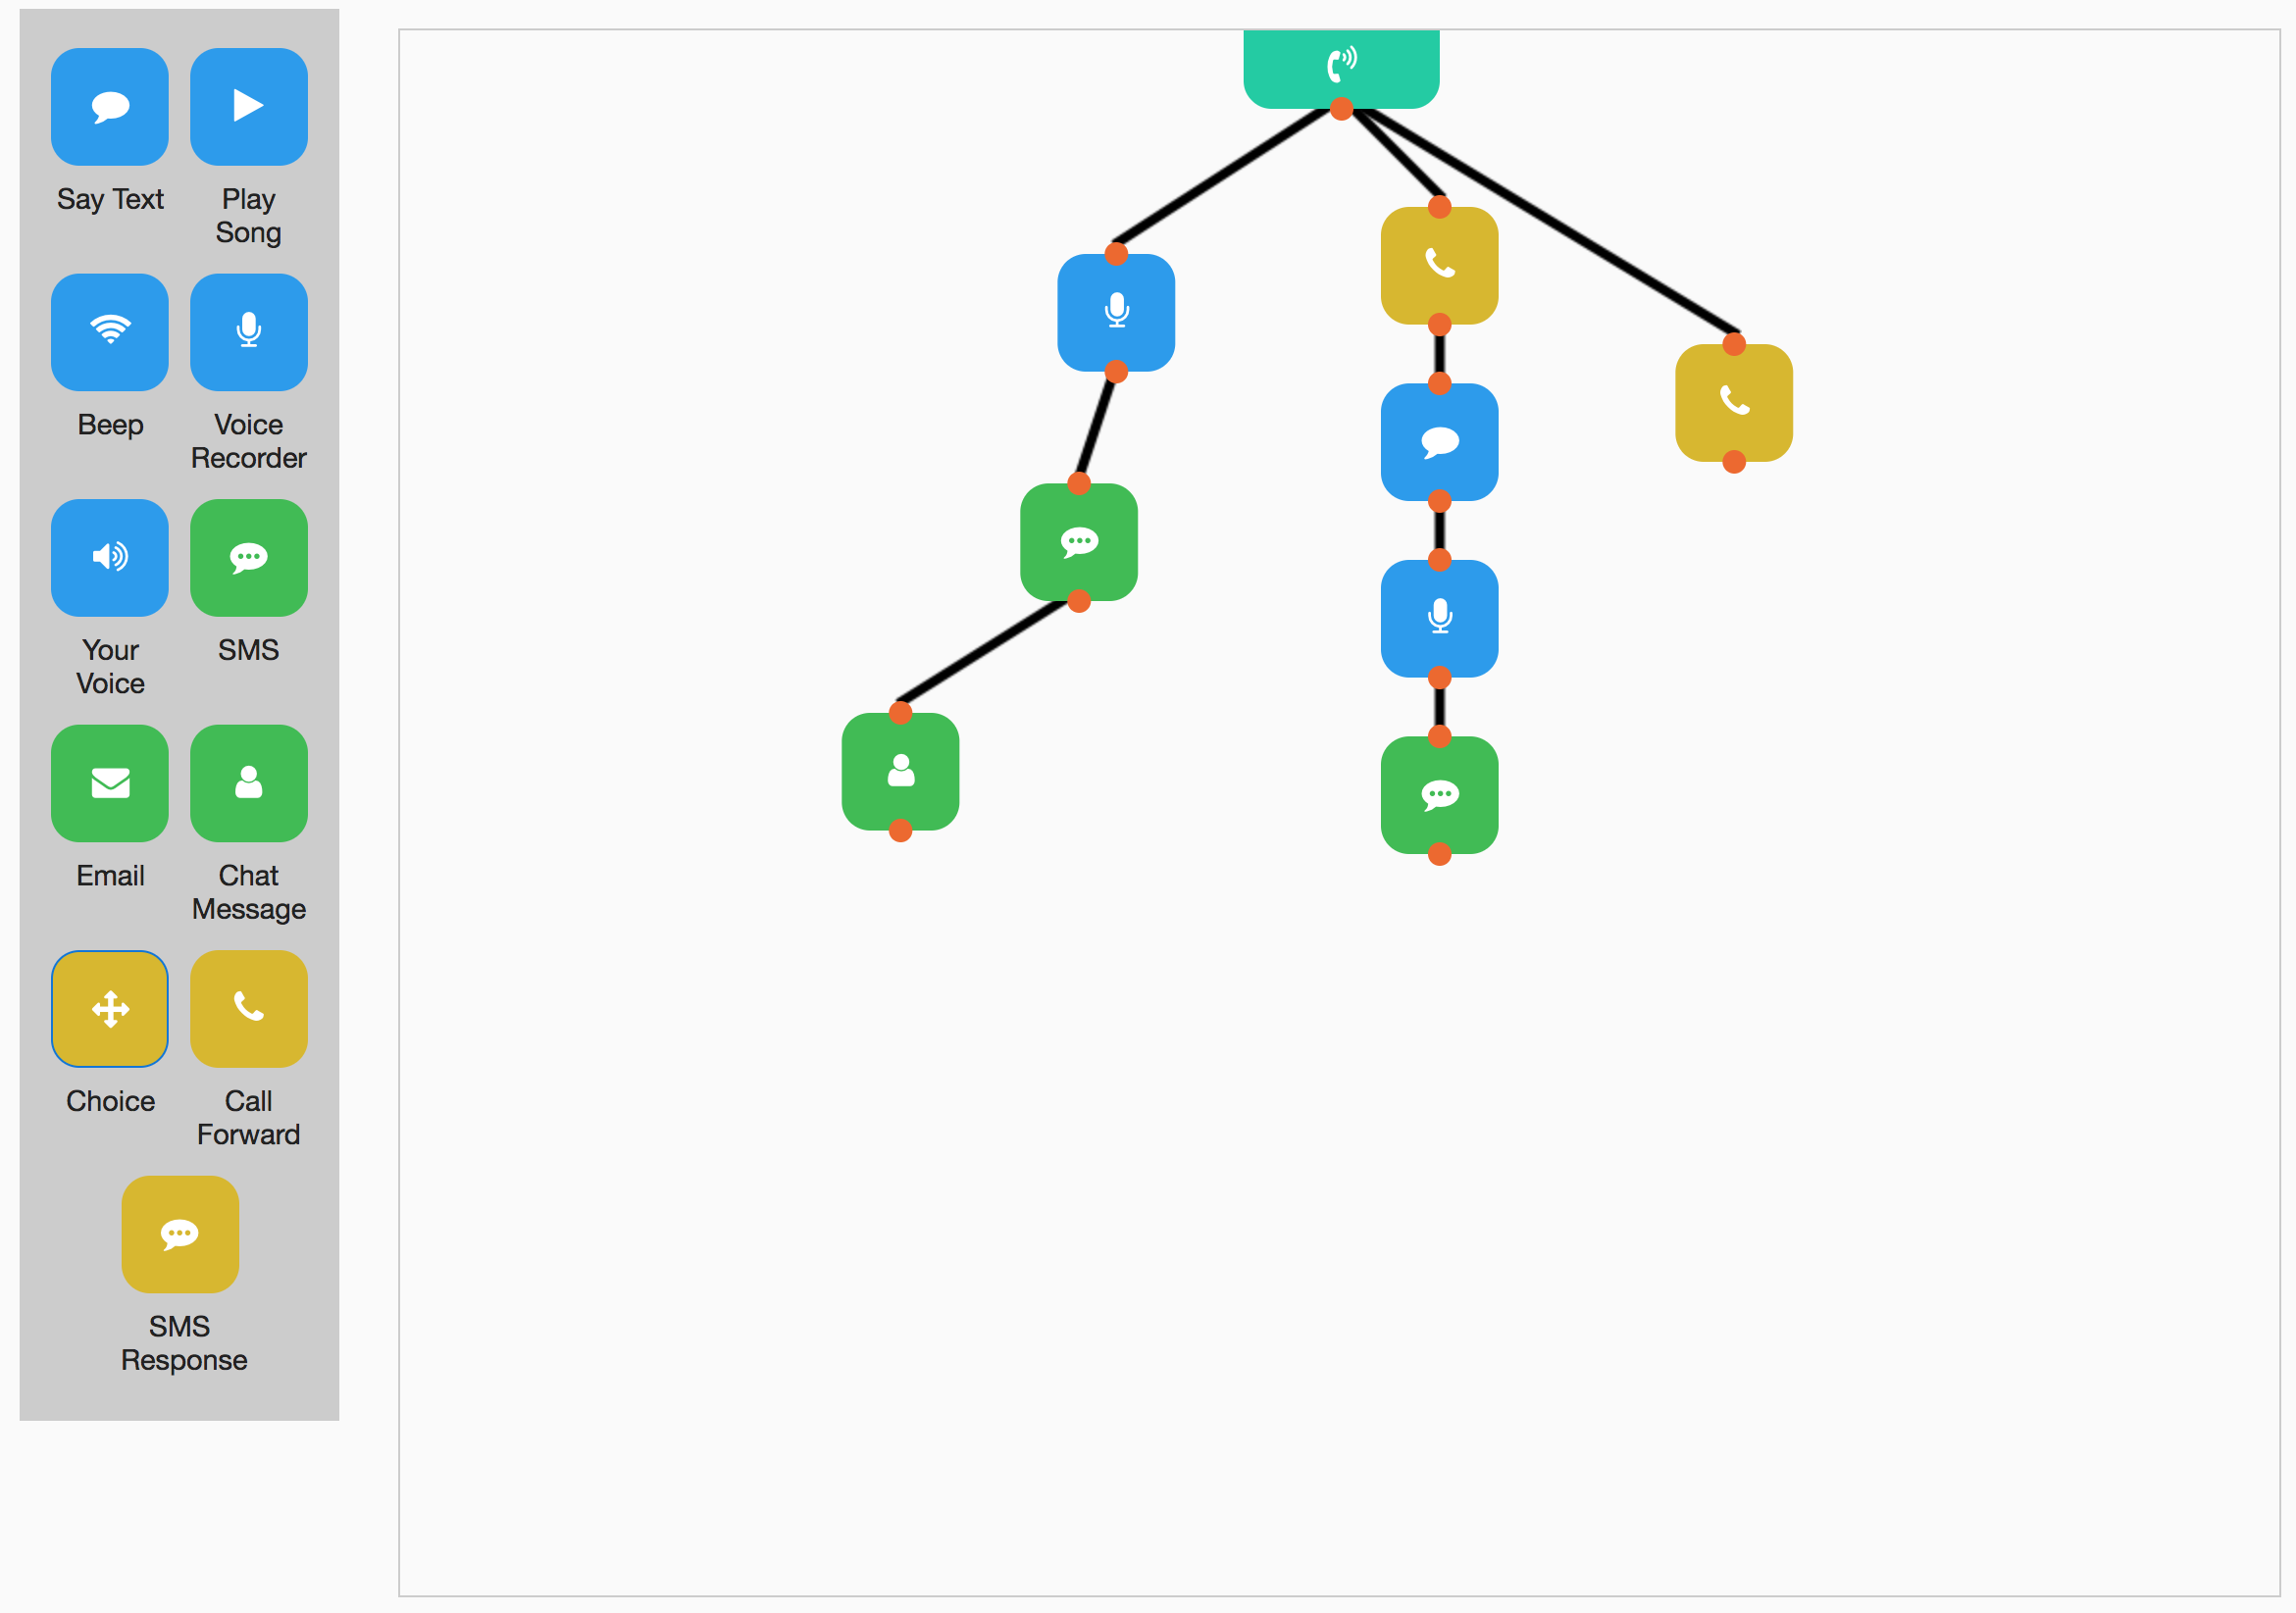 Say Text
Play
Song
Beep
Voice
Recorder
Your
Voice
SMS
Email
Chat
Message
Choice
Call
Forward
SMS
Response